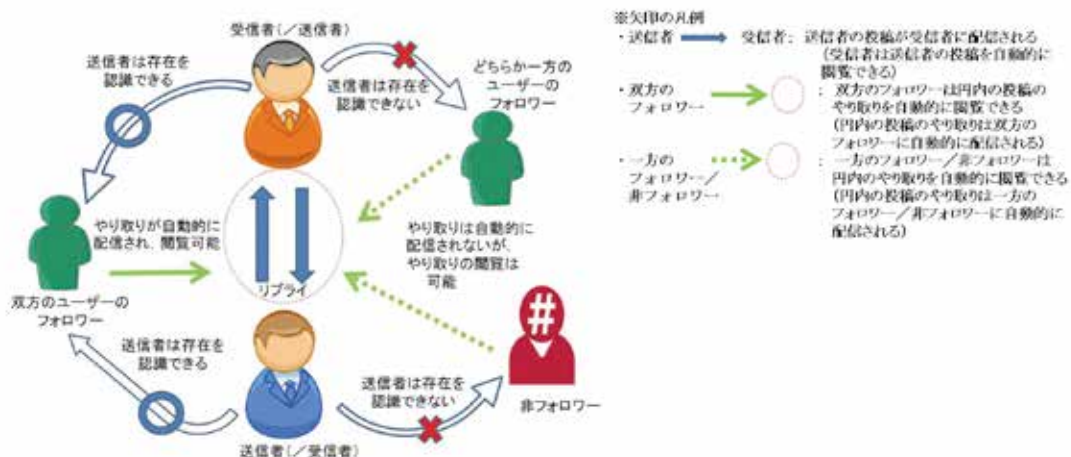 受信者(／送信者)
送信者は存在を
認識できる
送信者は存在を
認識できない
どちらか一方の
ユーザーの
フォロワー
やり取りが自動的に
配信され、閲覧可能
やり取りは自動的に
配信されないが、
やり取りの閲覧は
可能
リプライ
双方のユーザーの
フォロワー
送信者は存在を
認識できる
送信者は存在を
認識できない
#
非フォロワー
送信者(／受信者)
※矢印の凡例
・送信者 受信者: 送信者の投稿が受信者に配信される
(受信者は送信者の投稿を自動的に
閲覧できる)
・双方の
フォロワー
: 双方のフォロワーは円内の投稿の
やり取りを自動的に閲覧できる
(円内の投稿のやり取りは双方の
フォロワーに自動的に配信される)
・一方の
フォロワー／
非フォロワー
: 一方のフォロワー／非フォロワーは
円内のやり取りを自動的に閲覧できる
(円内の投稿のやり取りは一方の
フォロワー／非フォロワーに自動的に
配信される)